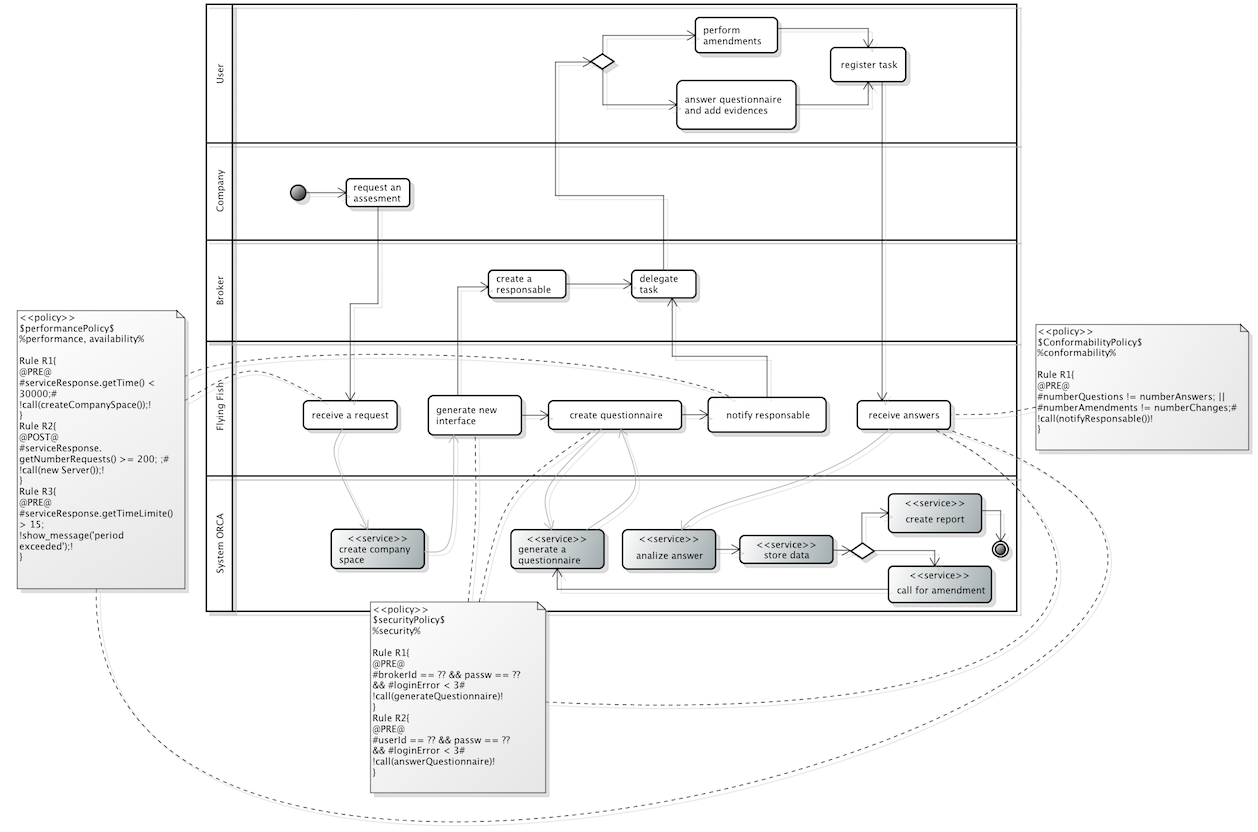 User
perform
amendments
register task
answer questionnaire
and add evidences
Company
request an
assesment
Broker
create a
responsable
delegate
task
Flying Fish
receive a request
generate new
interface
create questionnaire
notify responsable
receive answers
System ORCA
<<service>>
create company
space
<<service>>
generate a
questionnaire
<<service>>
analize answer
<<service>>
store data
<<service>>
create report
<<service>>
call for amendment
<<policy>>
$performancePolicy$
%performance, availability%
Rule R1{
@PRE@
#serviceResponse.getTime() <
30000;#
!call(createCompanySpace());!
}
Rule R2{
@POST@
#serviceResponse.
getNumberRequests() >= 200; ;#
!call(new Server());!
}
Rule R3{
@PRE@
#serviceResponse.getTimeLimite()
> 15;
!show_message('period
exceeded');!
}
<<policy>>
$securityPolicy$
%security%
Rule R1{
@PRE@
#brokerId == ?? && passw == ??
&& #loginError < 3#
!call(generateQuestionnaire)!
}
Rule R2{
@PRE@
#userId == ?? && passw == ??
&& #loginError < 3#
!call(answerQuestionnaire)!
}
<<policy>>
$ConformabilityPolicy$
%conformability%
Rule R1{
@PRE@
#numberQuestions != numberAnswers; ||
#numberAmendments != numberChanges;#
!call(notifyResponsable())!
}